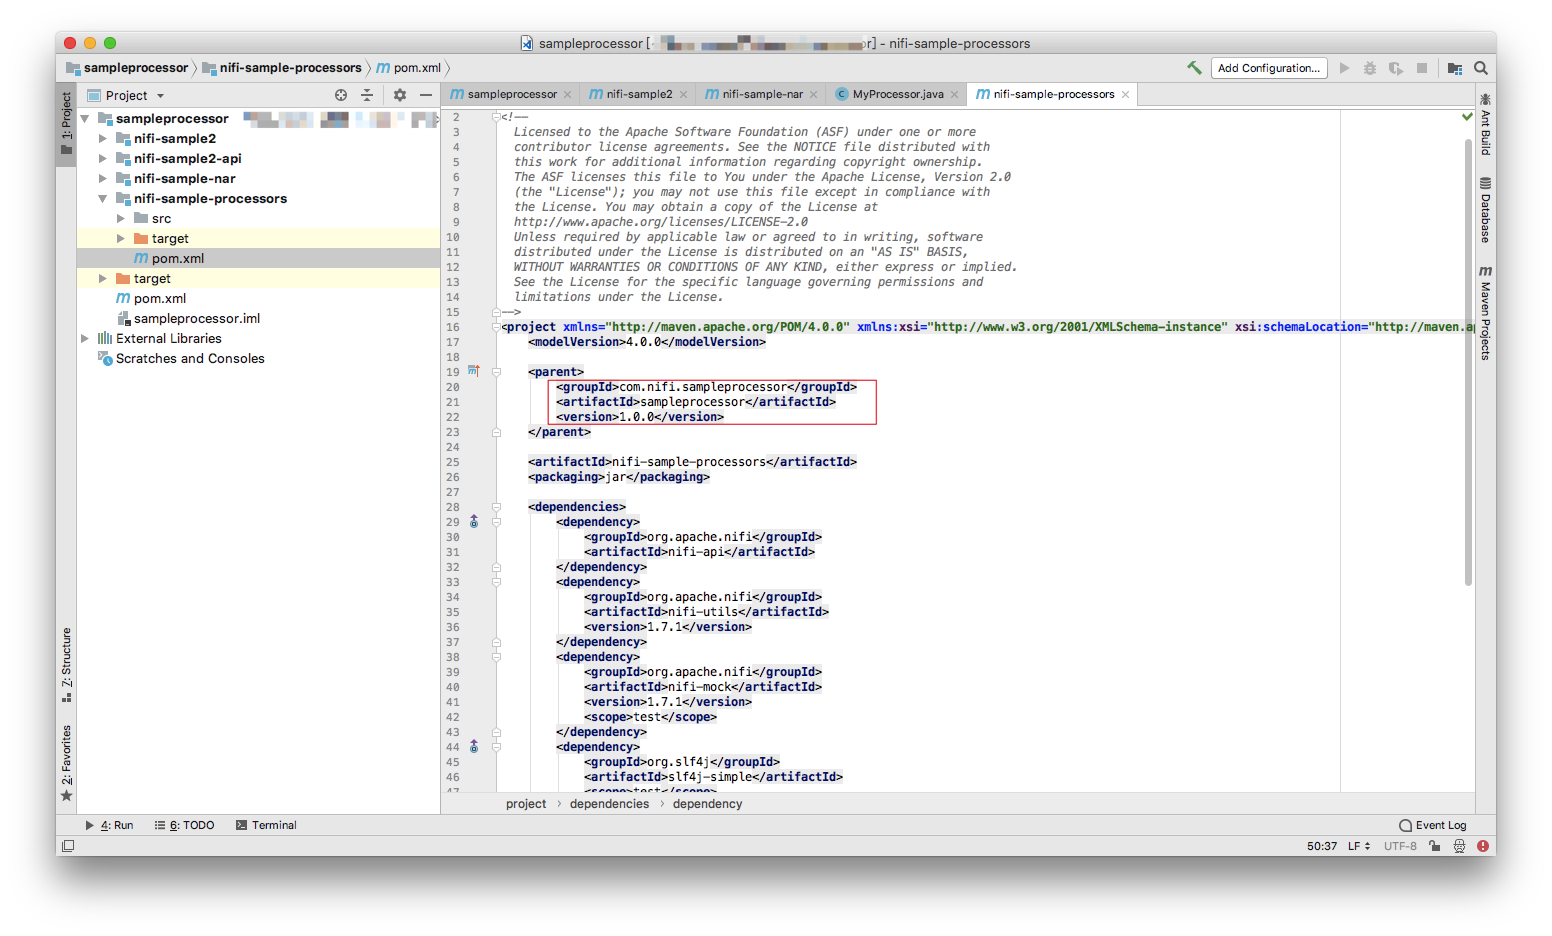 sampleprocessor [ r] - nifi-sample-processors
sampleprocessor nifi-sample-processors pom.xml
Add Configuration...
Project
sampleprocessor nifi-sample2 nifi-sample-nar MyProcessor.java nifi-sample-processors
1: Project
Z: Structure
2: Favorites
sampleprocessor
nifi-sample2
nifi-sample2-api
nifi-sample-nar
nifi-sample-processors
src
target
pom.xml
target
pom.xml
sampleprocessor.iml
External Libraries
Scratches and Consoles
2 <!--
3 Licensed to the Apache Software Foundation (ASF) under one or more
4 contributor license agreements. See the NOTICE file distributed with
5 this work for additional information regarding copyright ownership.
6 The ASF licenses this file to You under the Apache License, Version 2.0
7 (the "License"); you may not use this file except in compliance with
8 the License. You may obtain a copy of the License at
9 http://www.apache.org/licenses/LICENSE-2.0
10 Unless required by applicable law or agreed to in writing, software
11 distributed under the License is distributed on an "AS IS" BASIS,
12 WITHOUT WARRANTIES OR CONDITIONS OF ANY KIND, either express or implied.
13 See the License for the specific language governing permissions and
14 limitations under the License.
15 -->
16 <project xmlns="http://maven.apache.org/POM/4.0.0" xmlns:xsi="http://www.w3.org/2001/XMLSchema-instance" xsi:schemaLocation="http://maven.ap
17 <modelVersion>4.0.0</modelVersion>
18
19 <parent>
20 <groupId>com.nifi.sampleprocessor</groupId>
21 <artifactId>sampleprocessor</artifactId>
22 <version>1.0.0</version>
23 </parent>
24
25 <artifactId>nifi-sample-processors</artifactId>
26 <packaging>jar</packaging>
27
28 <dependencies>
29 <dependency>
30 <groupId>org.apache.nifi</groupId>
31 <artifactId>nifi-api</artifactId>
32 </dependency>
33 <dependency>
34 <groupId>org.apache.nifi</groupId>
35 <artifactId>nifi-utils</artifactId>
36 <version>1.7.1</version>
37 </dependency>
38 <dependency>
39 <groupId>org.apache.nifi</groupId>
40 <artifactId>nifi-mock</artifactId>
41 <version>1.7.1</version>
42 <scope>test</scope>
43 </dependency>
44 <dependency>
45 <groupId>org.slf4j</groupId>
46 <artifactId>slf4j-simple</artifactId>
47 <scope>test</scope>
Ant Build
Database
Maven Projects
project › dependencies › dependency
4: Run 6: TODO Terminal Event Log
50:37 LF UTF-8